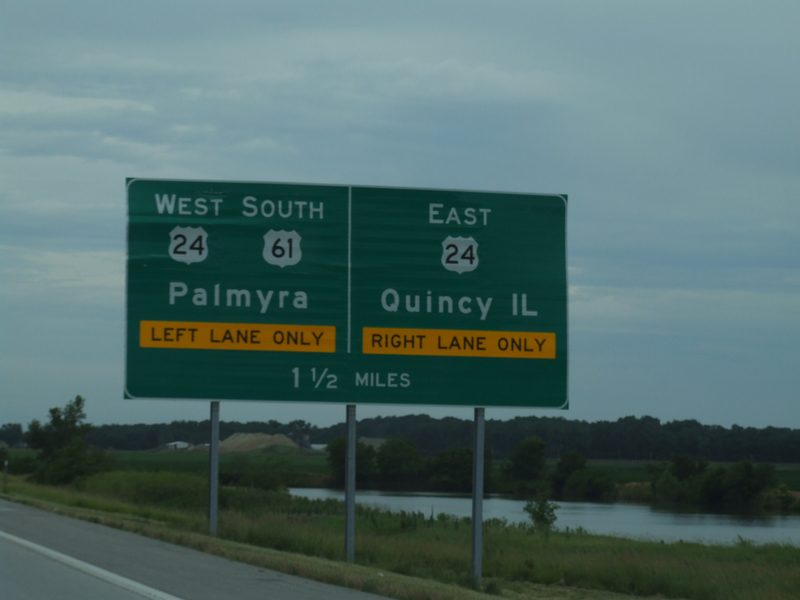 WEST SOUTH
24 61
Palmyra
LEFT LANE ONLY
EAST
24
Quincy IL
RIGHT LANE ONLY
1 1/2 MILES